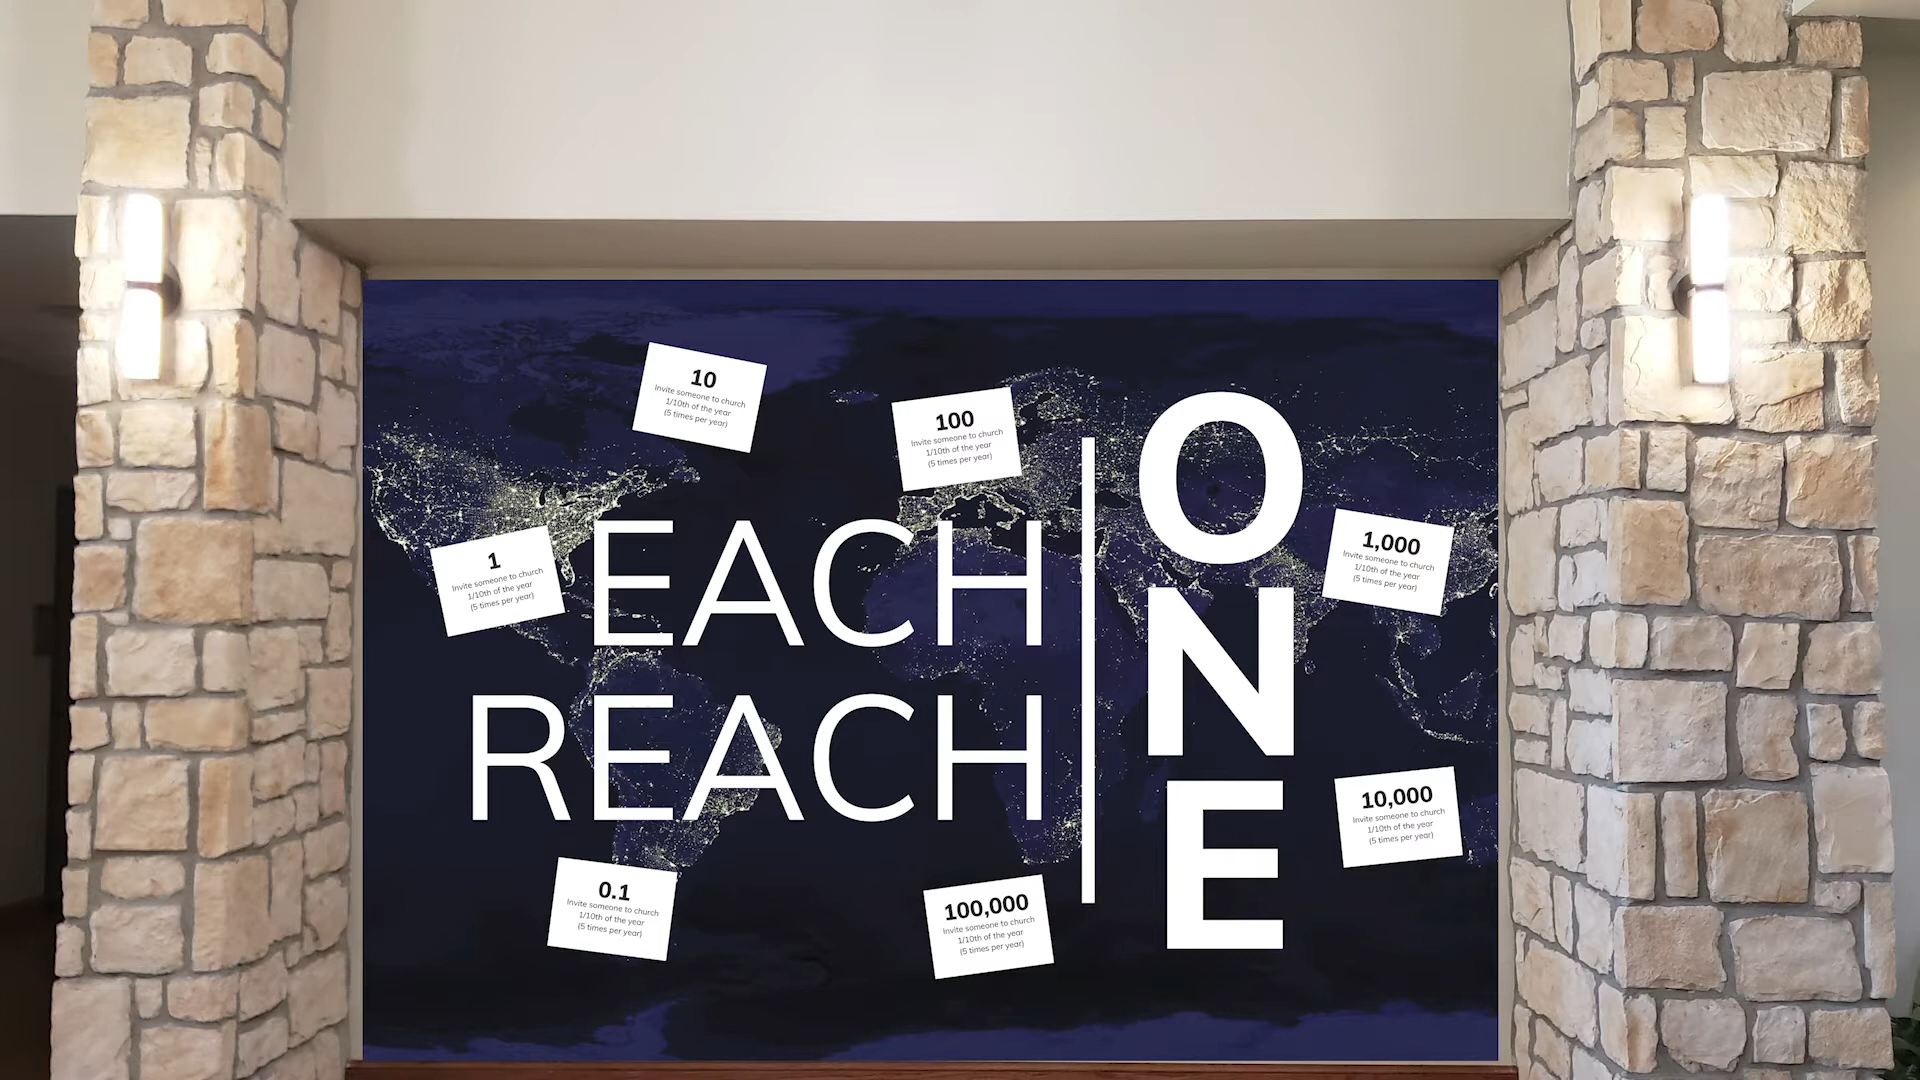 10
Invite someone to church
1/10th of the year
(5 times per year)
100
Invite someone to church
1/10th of the year
(5 times per year)
1
Invite someone to church
1/10th of the year
(5 times per year)
1,000
Invite someone to church
1/10th of the year
(5 times per year)
EACH
REACH
ONE
10,000
Invite someone to church
1/10th of the year
(5 times per year)
0.1
Invite someone to church
1/10th of the year
(5 times per year)
100,000
Invite someone to church
1/10th of the year
(5 times per year)